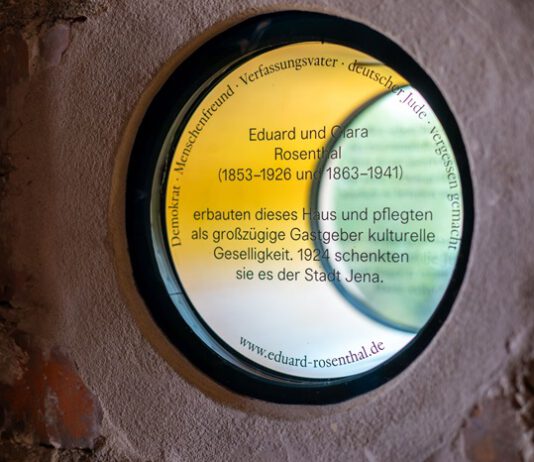 Demokrat · Menschenfreund · Verfassungsvater · deutscher Jude · vergessen gemacht
Eduard und Clara
Rosenthal
(1853–1926 und 1863–1941)
erbauten dieses Haus und pflegten
als großzügige Gastgeber kulturelle
Geselligkeit. 1924 schenkten
sie es der Stadt Jena.
www.eduard-rosenthal.de